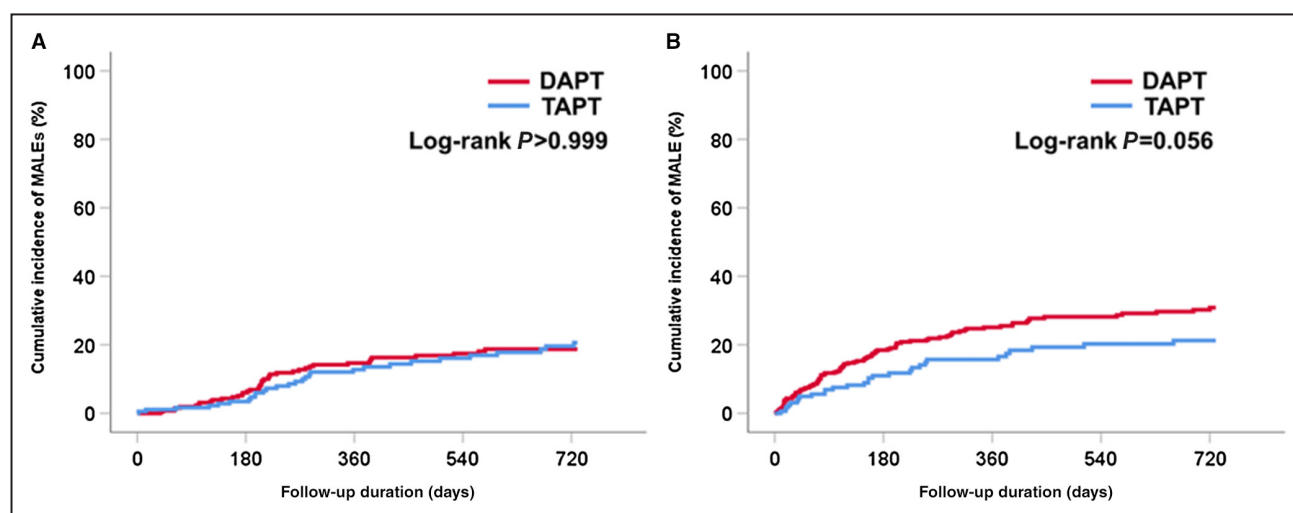 A
Cumulative incidence of MALEs (%)
100
80
60
40
20
0
DAPT
TAPT
Log-rank P>0.999
0 180 360 540 720
Follow-up duration (days)
B
Cumulative incidence of MALE (%)
100
80
60
40
20
0
DAPT
TAPT
Log-rank P=0.056
0 180 360 540 720
Follow-up duration (days)